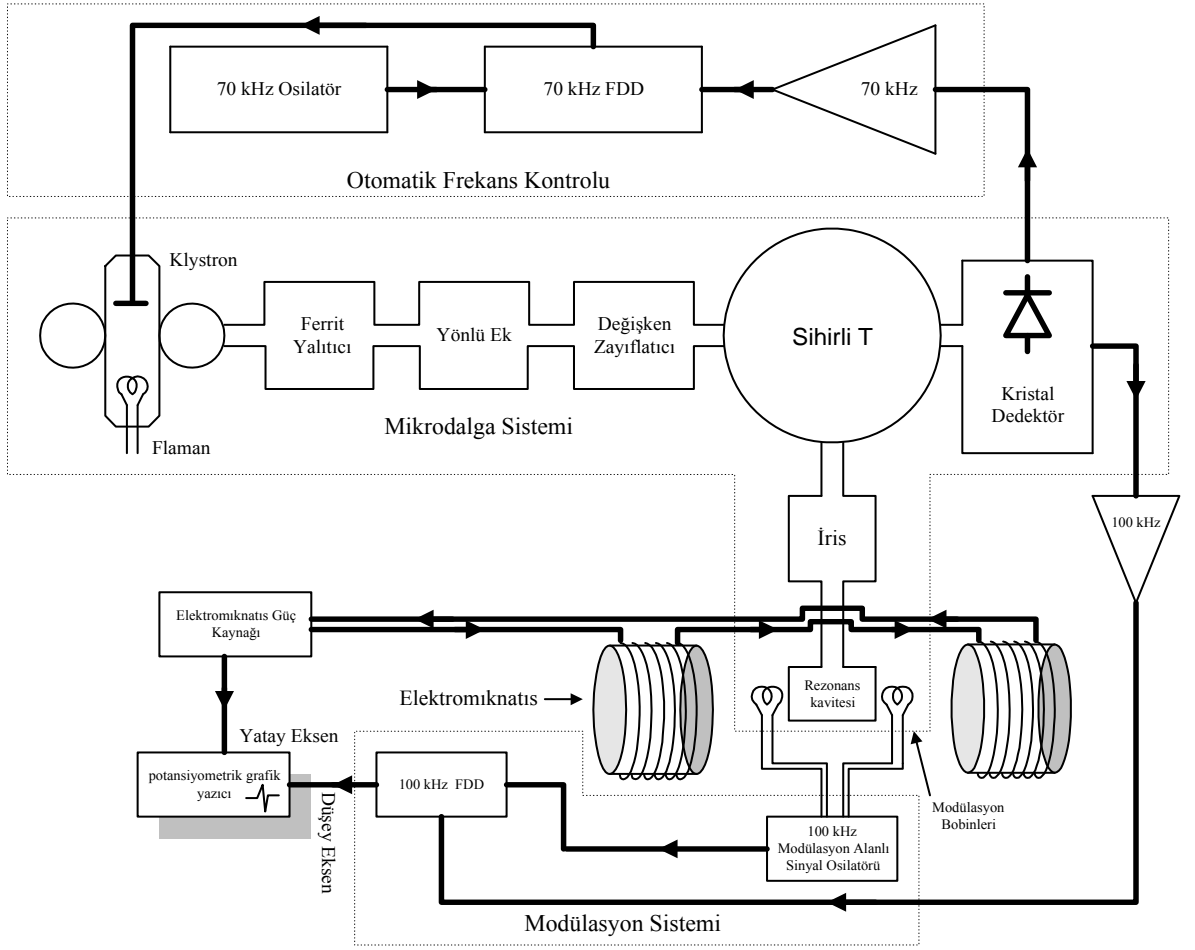 70 kHz Osilatör
70 kHz FDD
70 kHz
Otomatik Frekans Kontrolu
Klystron
Ferrit
Yalıtıcı
Yönlü Ek
Değişken
Zayıflatıcı
Sihirli T
Kristal
Dedektör
Flaman
Mikrodalga Sistemi
100 kHz
İris
Elektromıknatıs Güç
Kaynağı
Elektromıknatıs
Rezonans
kavitesi
Yatay Eksen
potansiyometrik grafik
yazıcı
Düşey Eksen
100 kHz FDD
Modülasyon
Bobinleri
100 kHz
Modülasyon Alanlı
Sinyal Osilatörü
Modülasyon Sistemi